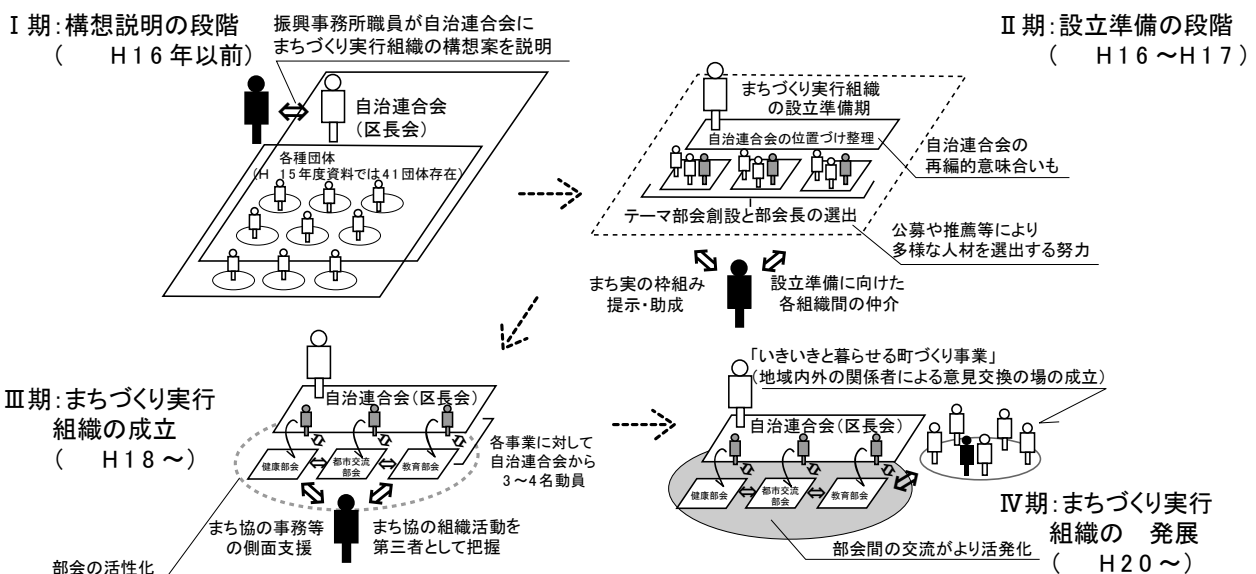 Ⅰ期:構想説明の段階
( H16年以前)
振興事務所職員が自治連合会に
まちづくり実行組織の構想案を説明
自治連合会
(区長会)
各種団体
(H 15年度資料では41団体存在)
Ⅱ期:設立準備の段階
( H16~H17)
まちづくり実行組織
の設立準備期
自治連合会の位置づけ整理
自治連合会の
再編的意味合いも
テーマ部会創設と部会長の選出
公募や推薦等により
多様な人材を選出する努力
まち実の枠組み
提示・助成
設立準備に向けた
各組織間の仲介
Ⅲ期:まちづくり実行
組織の成立
( H18~)
自治連合会(区長会)
健康部会
都市交流
部会
教育部会
各事業に対して
自治連合会から
3~4名動員
まち協の事務等
の側面支援
まち協の組織活動を
第三者として把握
部会の活性化
「いきいきと暮らせる町づくり事業」
(地域内外の関係者による意見交換の場の成立)
自治連合会(区長会)
健康部会
都市交流
部会
教育部会
Ⅳ期:まちづくり実行
組織の 発展
( H20~)
部会間の交流がより活発化